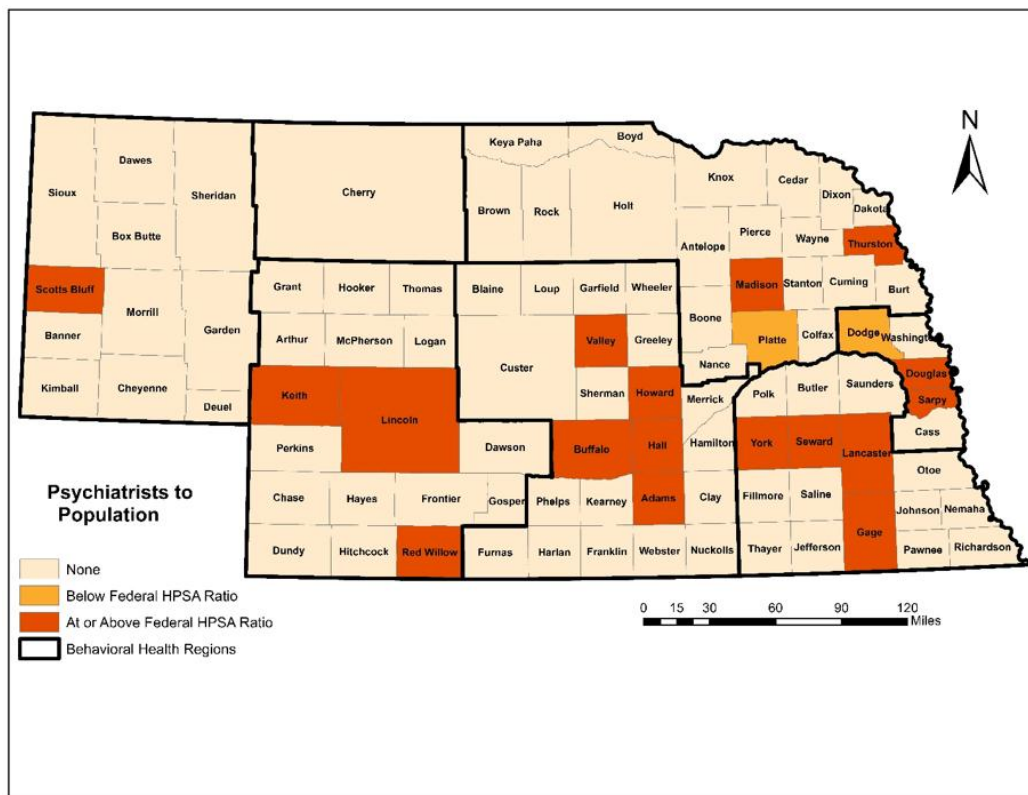 N
Keya Paha
Boyd
Dawes
Sioux
Sheridan
Cherry
Knox
Cedar
Dixon
Dakota
Brown
Rock
Holt
Box Butte
Pierce
Wayne
Thurston
Antelope
Scotts Bluff
Grant
Hooker
Thomas
Blaine
Loup
Garfield
Wheeler
Madison
Stanton
Cuming
Burt
Morrill
Garden
Boone
Banner
Arthur
McPherson
Logan
Valley
Greeley
Platte
Colfax
Dodge
Washington
Custer
Nance
Kimball
Cheyenne
Deuel
Keith
Lincoln
Sherman
Howard
Merrick
Polk
Butler
Saunders
Douglas
Sarpy
Perkins
Dawson
Buffalo
Hall
Hamilton
York
Seward
Lancaster
Cass
Otoe
Chase
Hayes
Frontier
Gosper
Phelps
Kearney
Adams
Clay
Fillmore
Saline
Johnson
Nemaha
Gage
Dundy
Hitchcock
Red Willow
Furnas
Harlan
Franklin
Webster
Nuckolls
Thayer
Jefferson
Pawnee
Richardson
Psychiatrists to
Population
None
Below Federal HPSA Ratio
At or Above Federal HPSA Ratio
Behavioral Health Regions
0 15 30 60 90 120
Miles